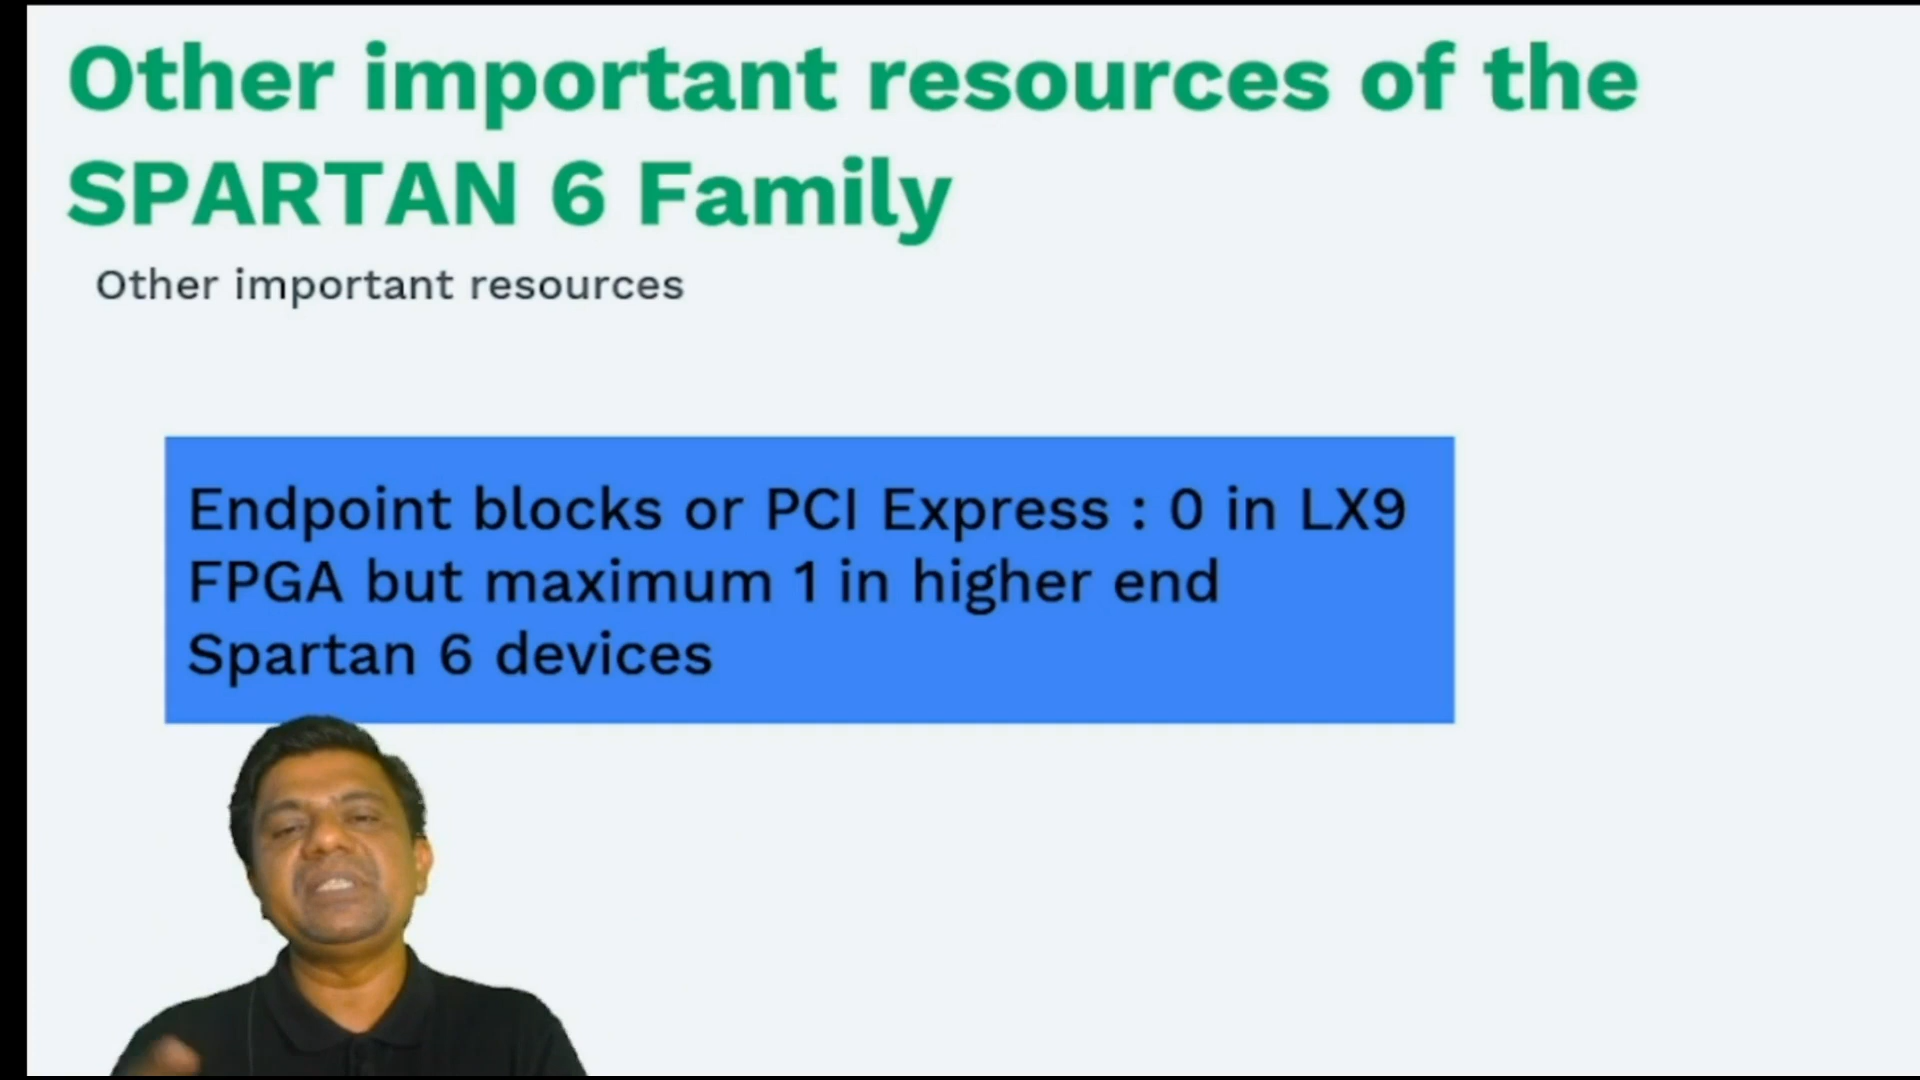 Other important resources of the
SPARTAN 6 Family
Other important resources
Endpoint blocks or PCI Express : 0 in LX9
FPGA but maximum 1 in higher end
Spartan 6 devices